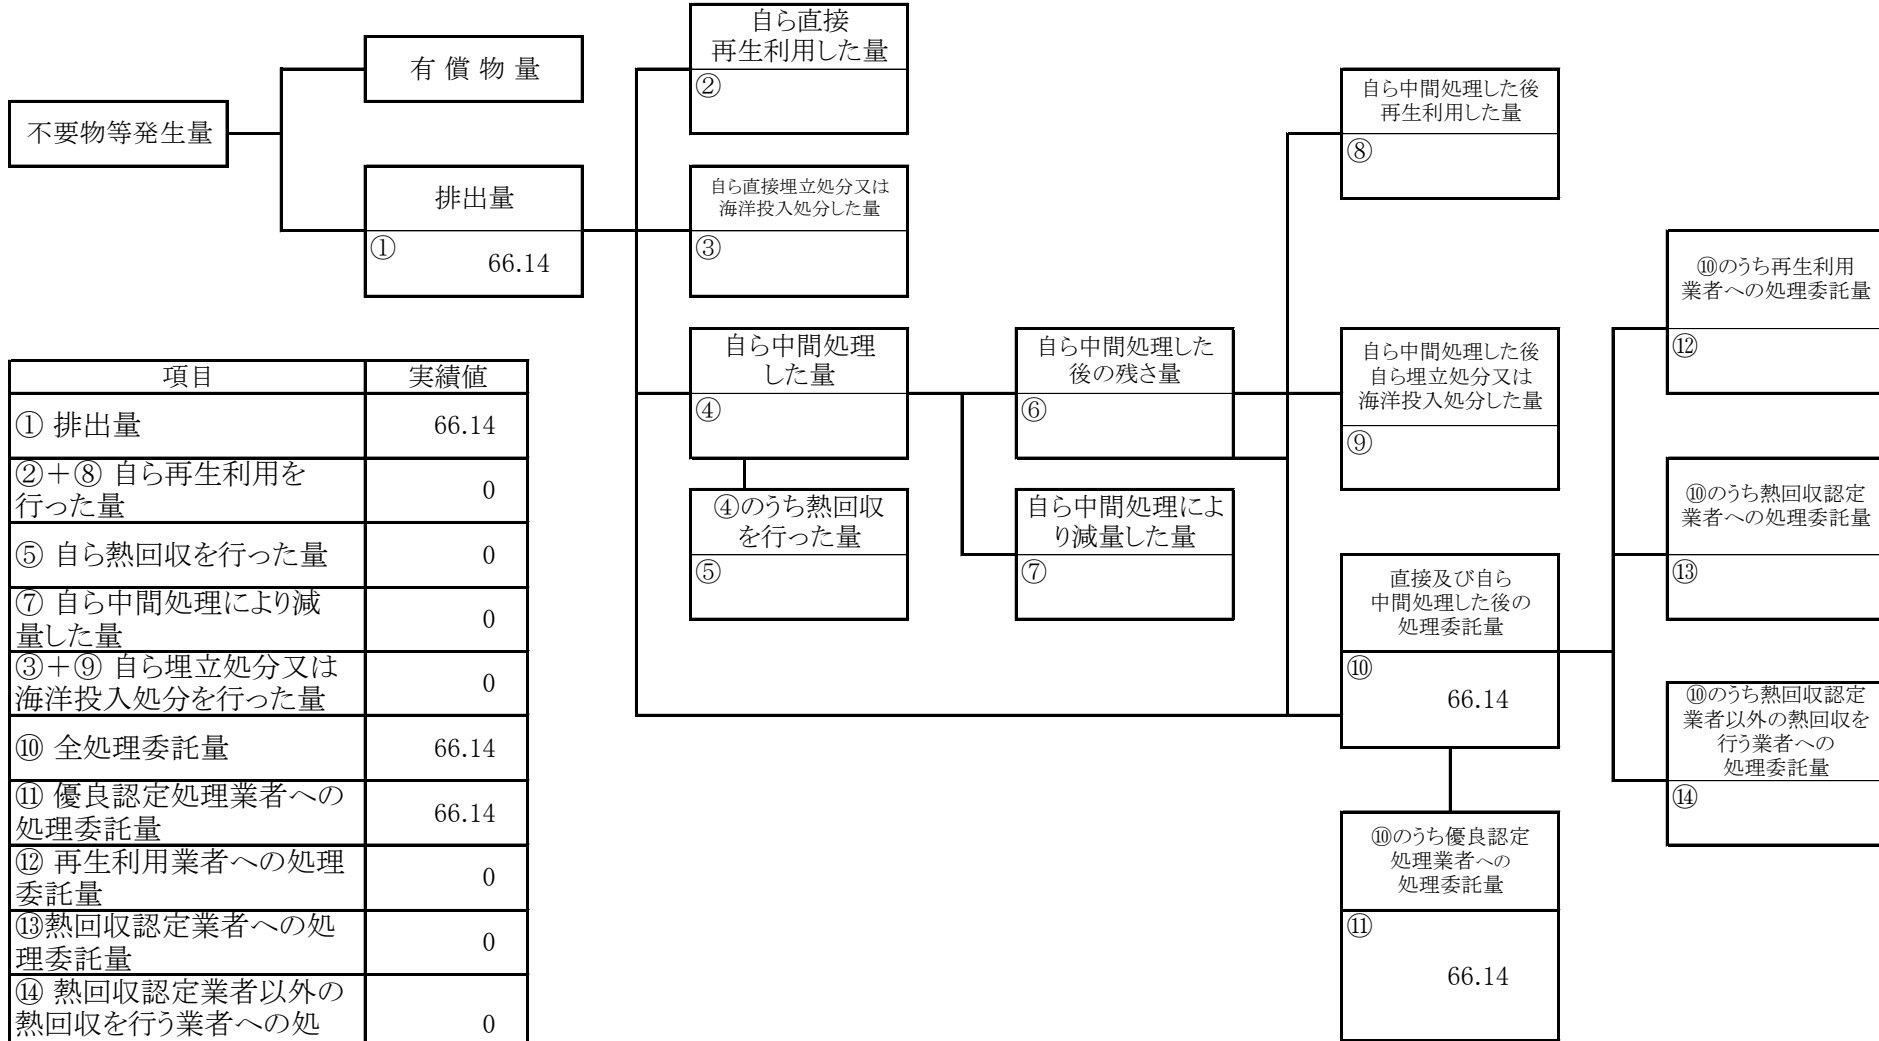 不要物等発生量
有 償 物 量
排出量
①
66.14
自ら直接
再生利用した量
②
自ら直接埋立処分又は
海洋投入処分した量
③
自ら中間処理
した量
④
④のうち熱回収
を行った量
⑤
自ら中間処理した
後の残さ量
⑥
自ら中間処理によ
り減量した量
⑦
自ら中間処理した後
再生利用した量
⑧
自ら中間処理した後
自ら埋立処分又は
海洋投入処分した量
⑨
直接及び自ら
中間処理した後の
処理委託量
⑩
66.14
⑩のうち優良認定
処理業者への
処理委託量
⑪
66.14
⑩のうち再生利用
業者への処理委託量
⑫
⑩のうち熱回収認定
業者への処理委託量
⑬
⑩のうち熱回収認定
業者以外の熱回収を
行う業者への
処理委託量
⑭
項目 実績値
① 排出量 66.14
②+⑧ 自ら再生利用を
行った量 0
⑤ 自ら熱回収を行った量 0
⑦ 自ら中間処理により減
量した量 0
③+⑨ 自ら埋立処分又は
海洋投入処分を行った量 0
⑩ 全処理委託量 66.14
⑪ 優良認定処理業者への
処理委託量 66.14
⑫ 再生利用業者への処理
委託量 0
⑬熱回収認定業者への処
理委託量 0
⑭ 熱回収認定業者以外の
熱回収を行う業者への処 0